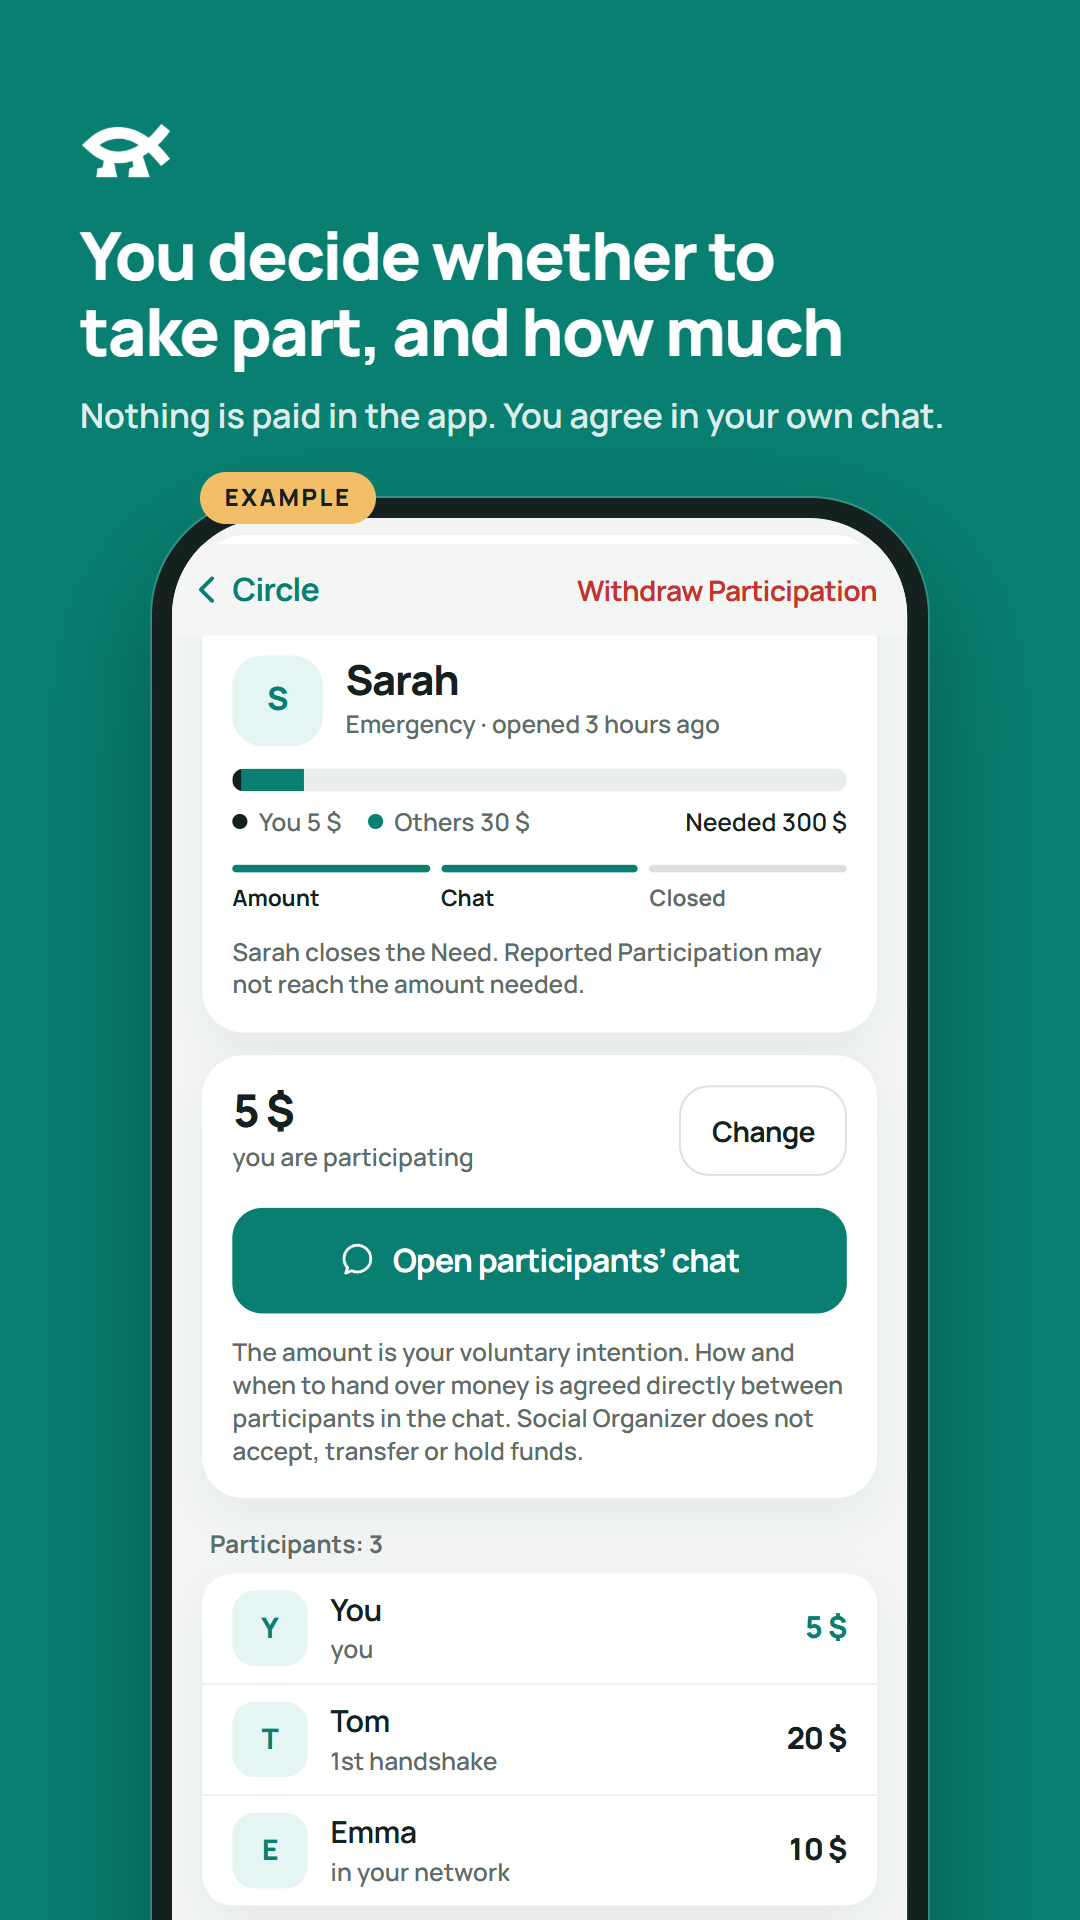 You decide whether to
take part, and how much
Nothing is paid in the app. You agree in your own chat.
EXAMPLE
Circle
Withdraw Participation
S
Sarah
Emergency · opened 3 hours ago
You 5 $
Others 30 $
Needed 300 $
Amount
Chat
Closed
Sarah closes the Need. Reported Participation may
not reach the amount needed.
5 $
you are participating
Change
Open participants’ chat
The amount is your voluntary intention. How and
when to hand over money is agreed directly between
participants in the chat. Social Organizer does not
accept, transfer or hold funds.
Participants: 3
Y
You
you
5 $
T
Tom
1st handshake
20 $
E
Emma
in your network
10 $